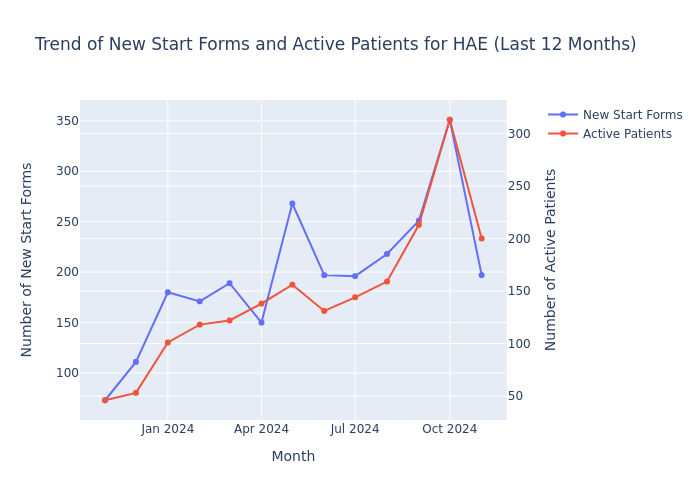 Trend of New Start Forms and Active Patients for HAE (Last 12 Months)
New Start Forms
Active Patients
350
300
250
200
150
100
Number of New Start Forms
300
250
200
150
100
50
Number of Active Patients
Jan 2024
Apr 2024
Jul 2024
Oct 2024
Month